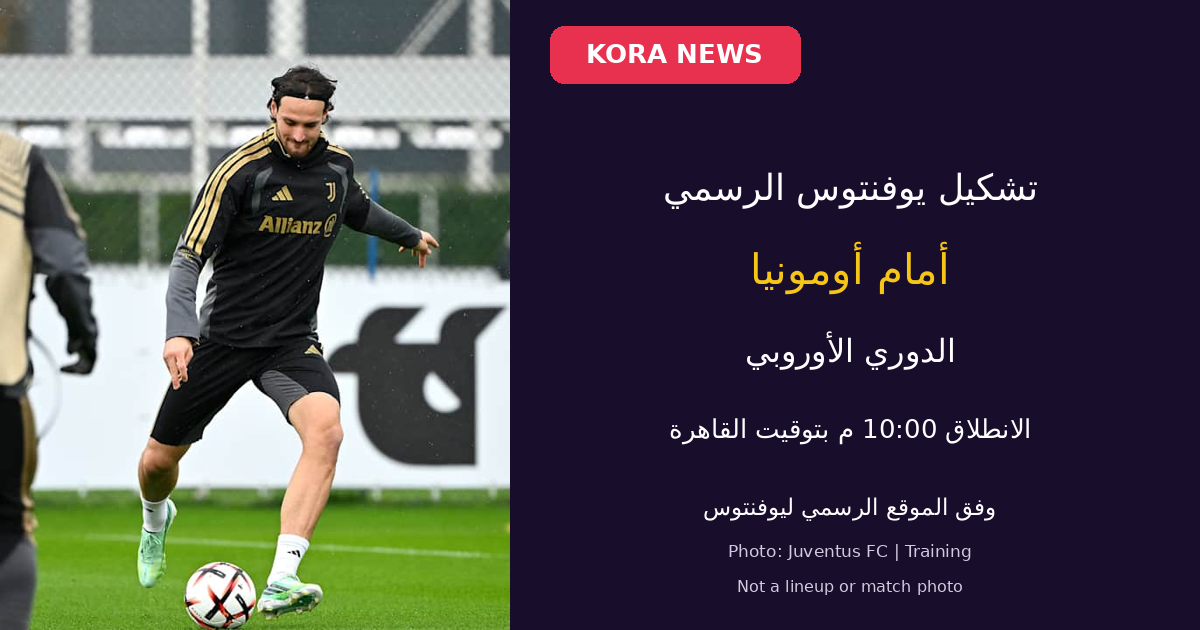 KORA NEWS
تشكيل يوفنتوس الرسمي
أمام أومونيا
الدوري الأوروبي
الانطلاق 10:00 م بتوقيت القاهرة
وفق الموقع الرسمي ليوفنتوس
Photo: Juventus FC | Training
Not a lineup or match photo
Allianz